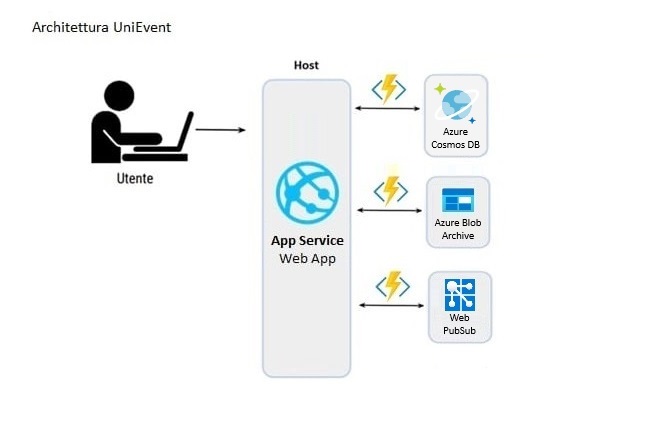 Architettura UniEvent
Host
Utente
App Service
Web App
Azure
Cosmos DB
Azure Blob
Archive
Web
PubSub